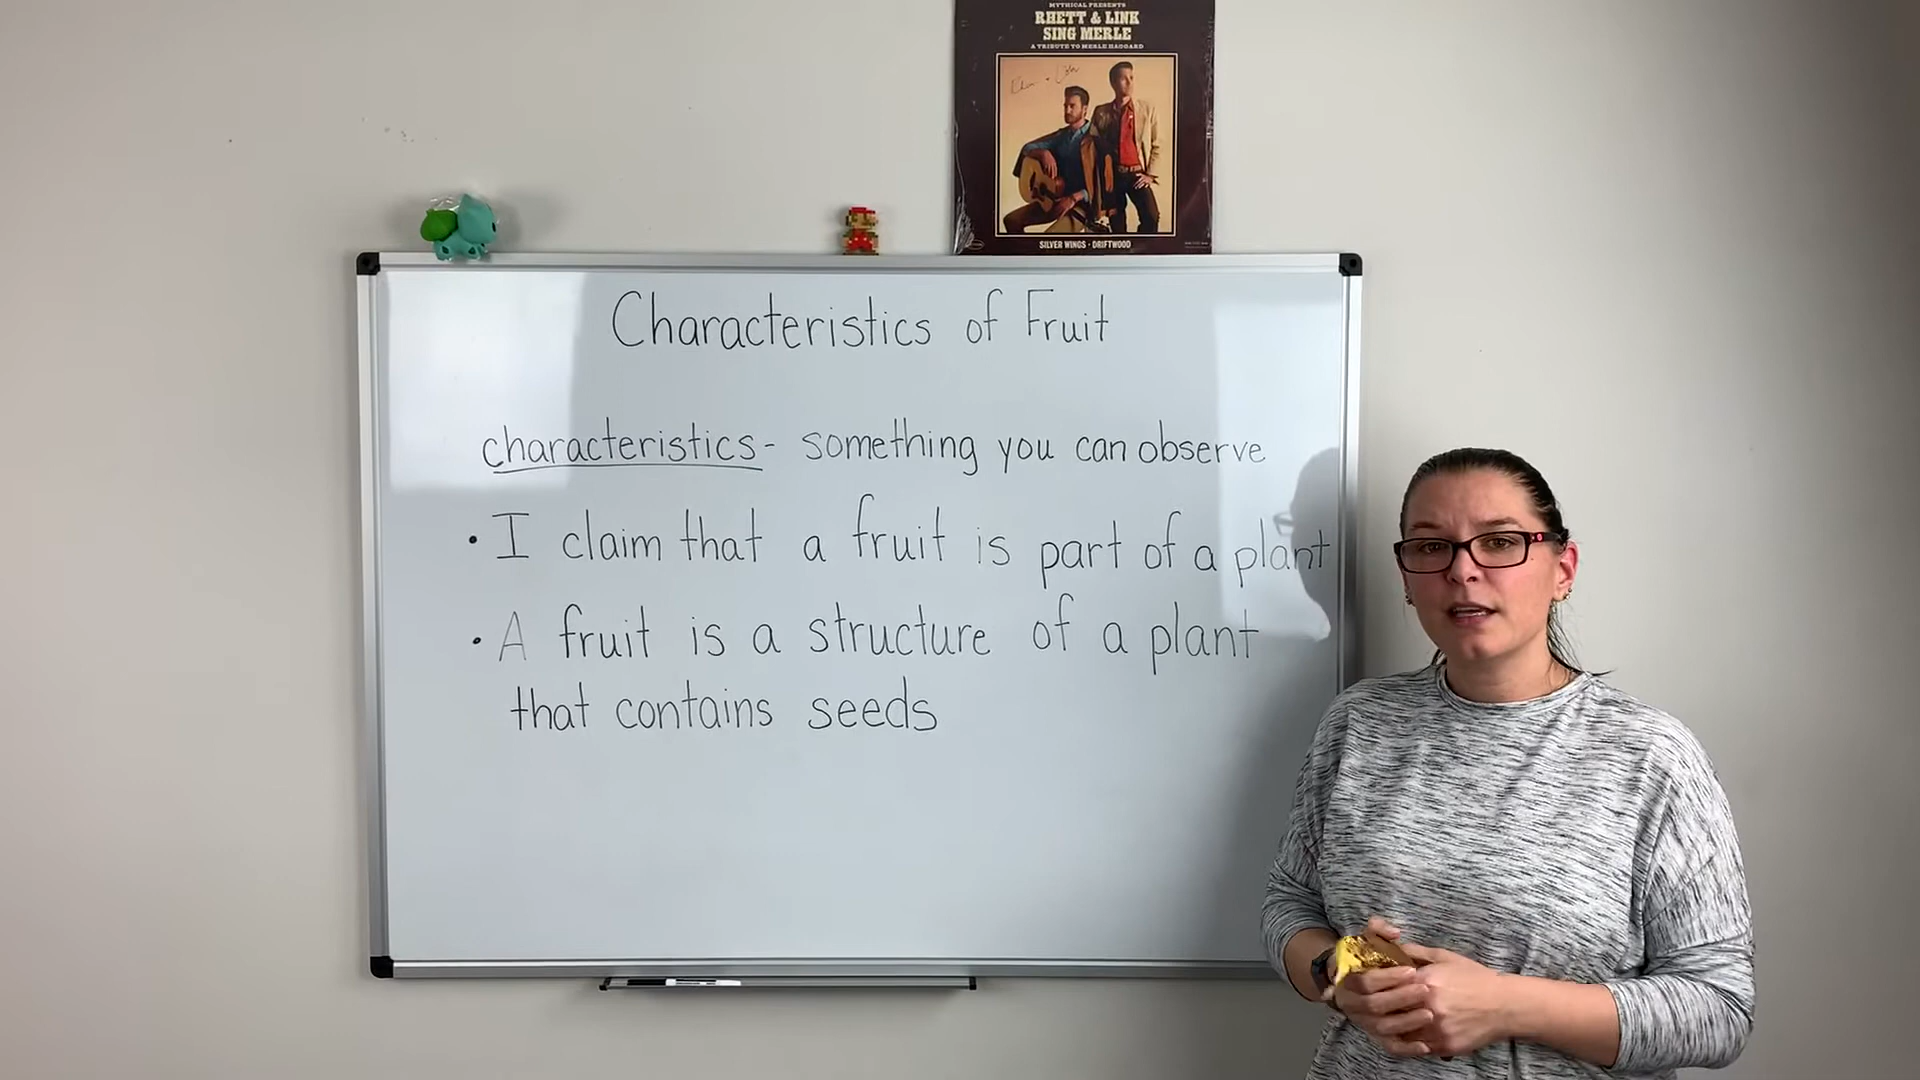 MYTHICAL PRESENTS
RHETT & LINK
SING MERLE
A TRIBUTE TO MERLE HAGGARD
SILVER WINGS · DRIFTWOOD
Characteristics of Fruit
characteristics - something you can observe
• I claim that a fruit is part of a plant
• A fruit is a structure of a plant
that contains seeds